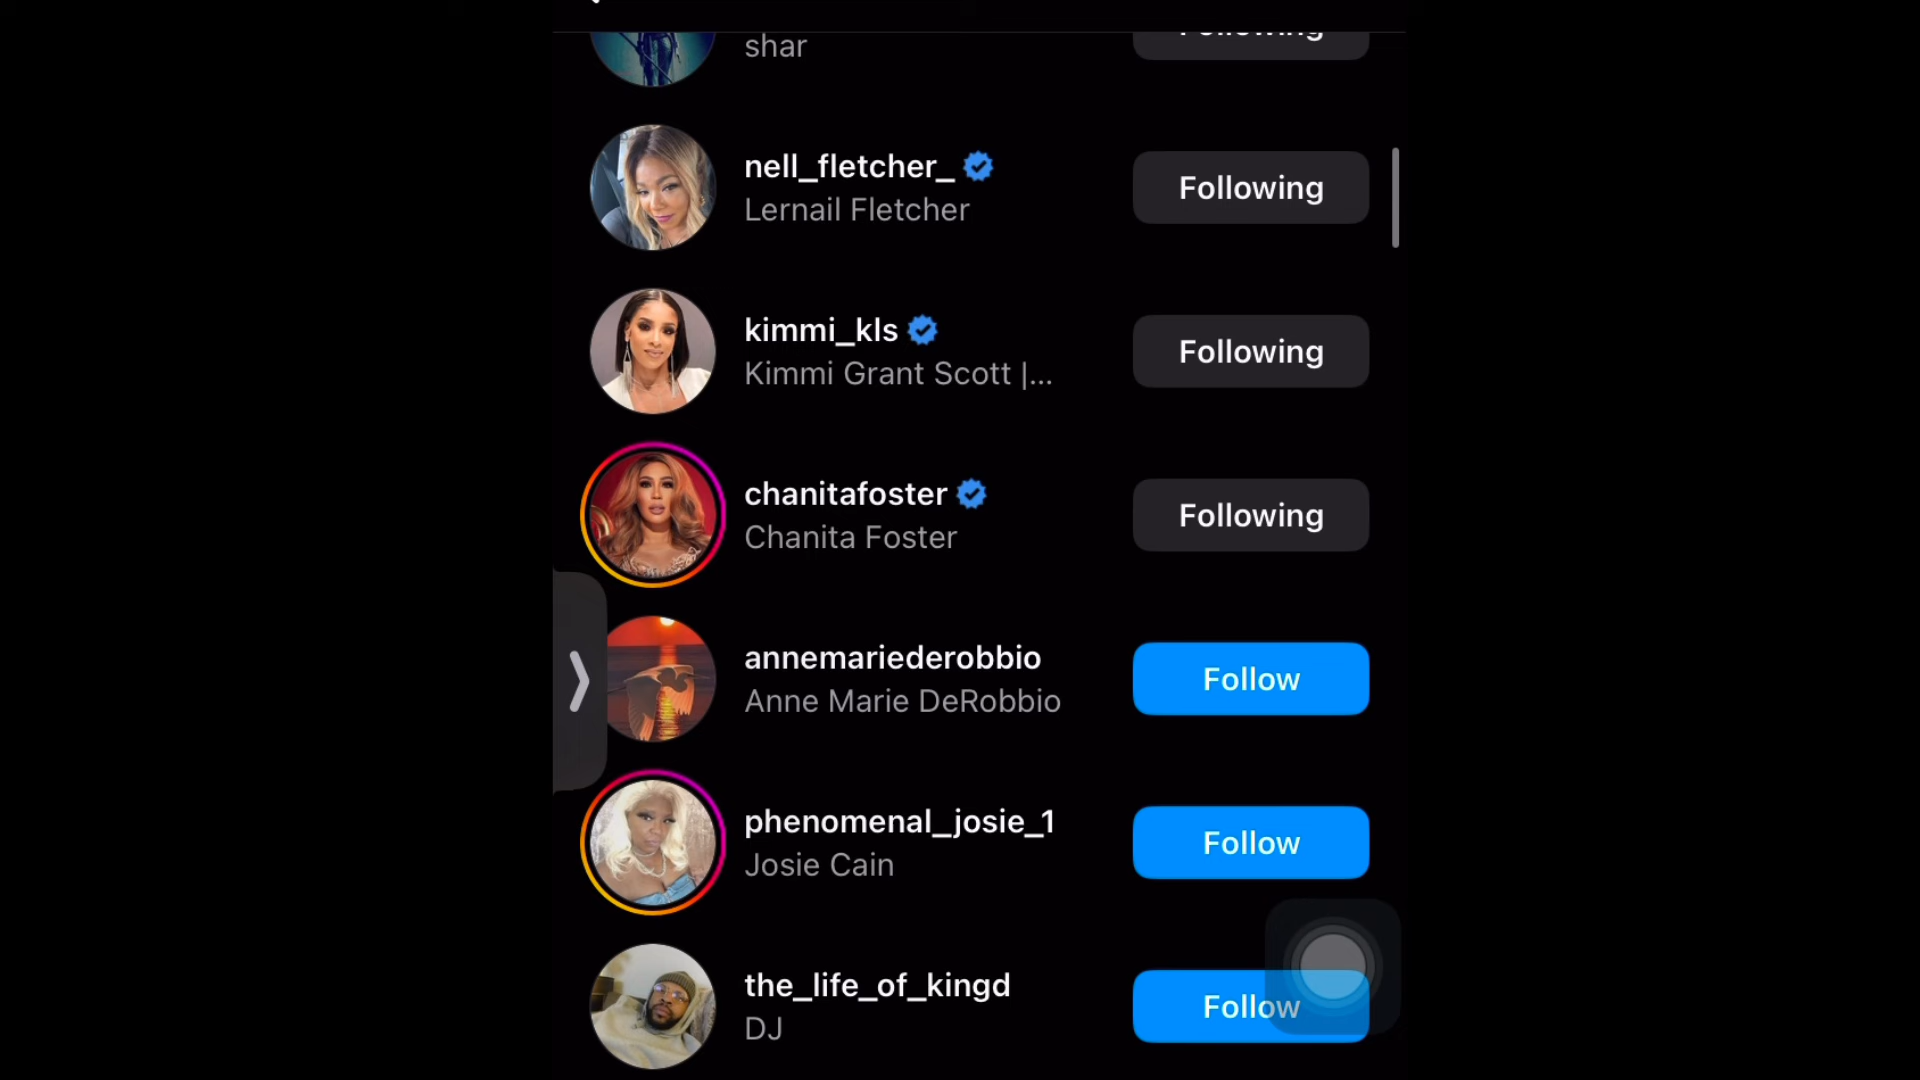 shar
Following
nell_fletcher_
Lernail Fletcher
Following
kimmi_kls
Kimmi Grant Scott |...
Following
chanitafoster
Chanita Foster
Following
annemariederobbio
Anne Marie DeRobbio
Follow
phenomenal_josie_1
Josie Cain
Follow
the_life_of_kingd
DJ
Follow